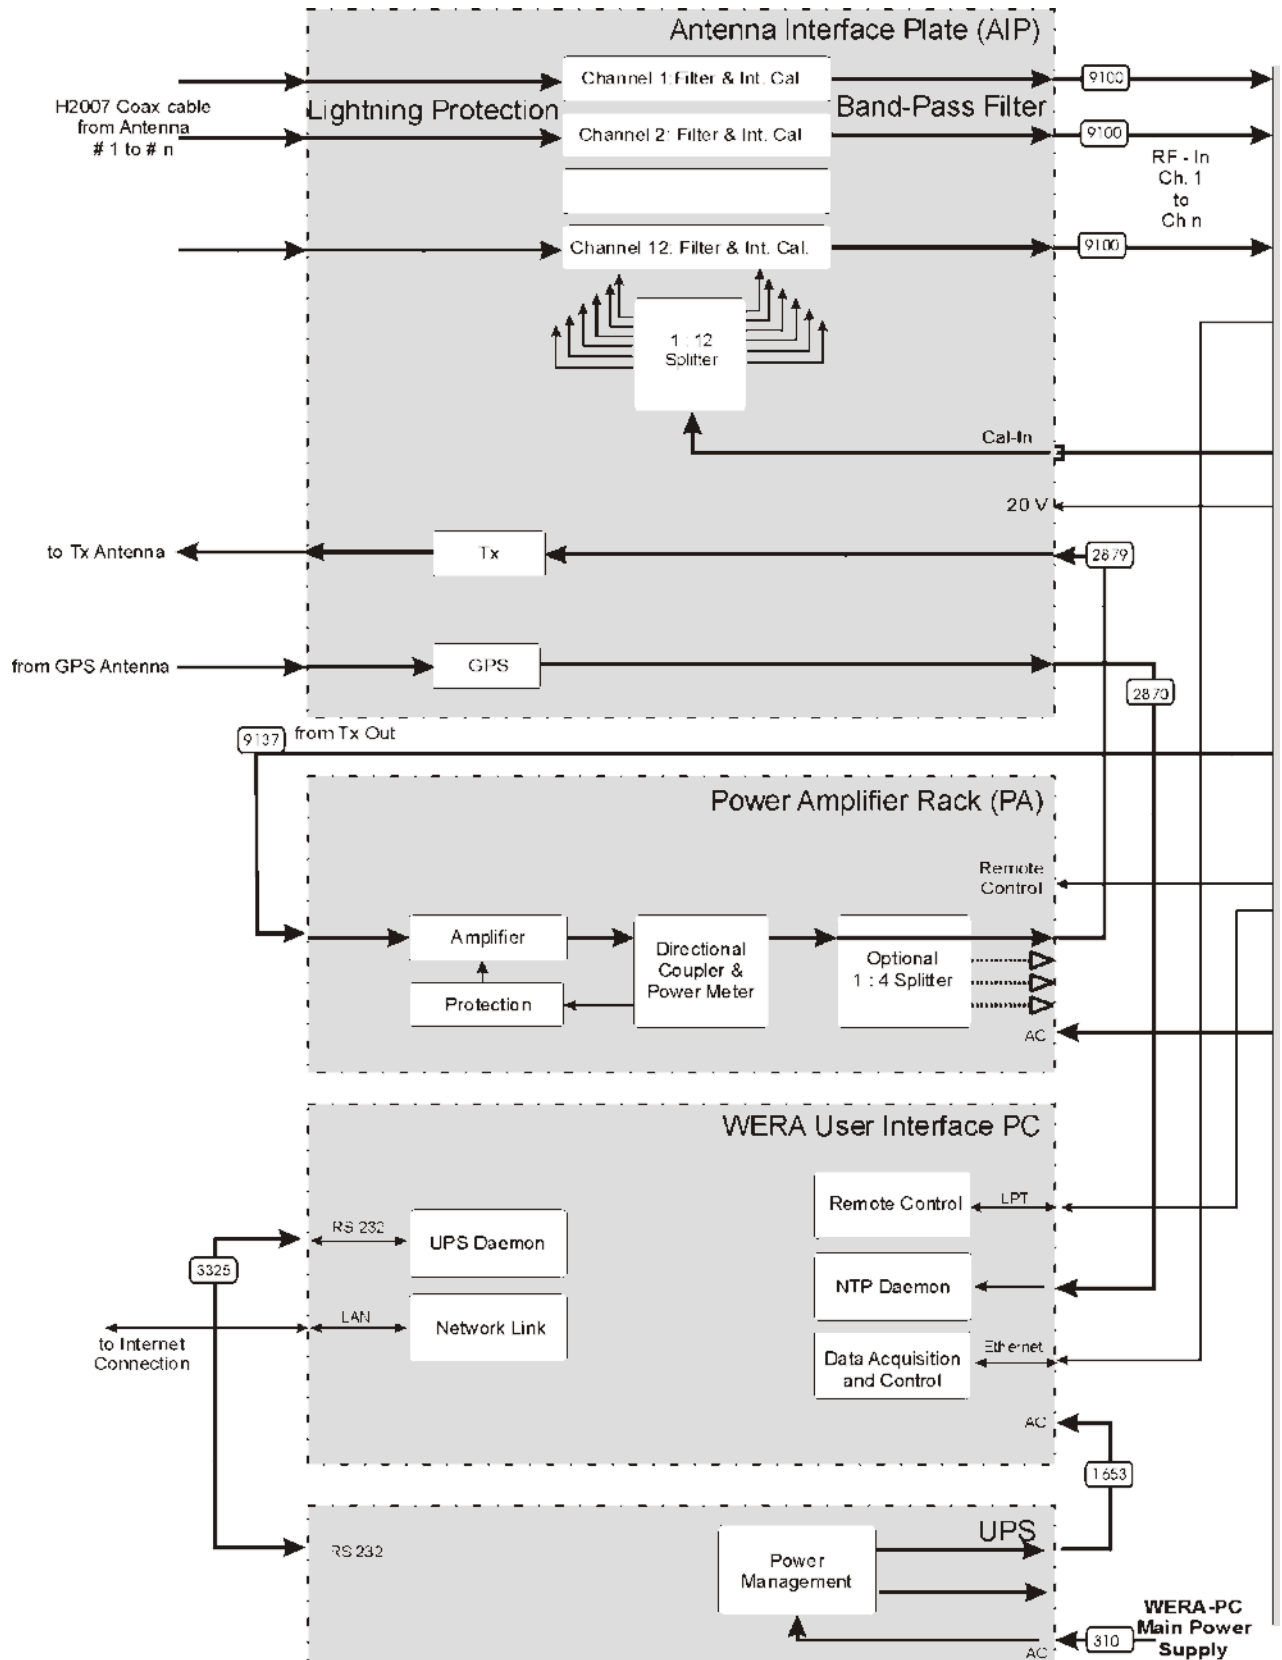 Antenna Interface Plate (AIP)
Channel 1:Filter & Int. Cal
9100
H2007 Coax cable
from Antenna
# 1 to # n
Lightning Protection
Band-Pass Filter
Channel 2: Filter & Int. Cal
9100
RF - In
Ch. 1
to
Ch n
Channel 12: Filter & Int. Cal.
9100
1 : 12
Splitter
Cal-In
20 V
to Tx Antenna
Tx
2879
from GPS Antenna
GPS
2870
9137
from Tx Out
Power Amplifier Rack (PA)
Remote
Control
Amplifier
Directional
Coupler &
Power Meter
Optional
1 : 4 Splitter
Protection
AC
WERA User Interface PC
Remote Control
LPT
RS 232
UPS Daemon
3325
NTP Daemon
LAN
Network Link
to Internet
Connection
Ethernet
Data Acquisition
and Control
AC
1653
UPS
RS 232
Power
Management
WERA-PC
Main Power
Supply
310
AC